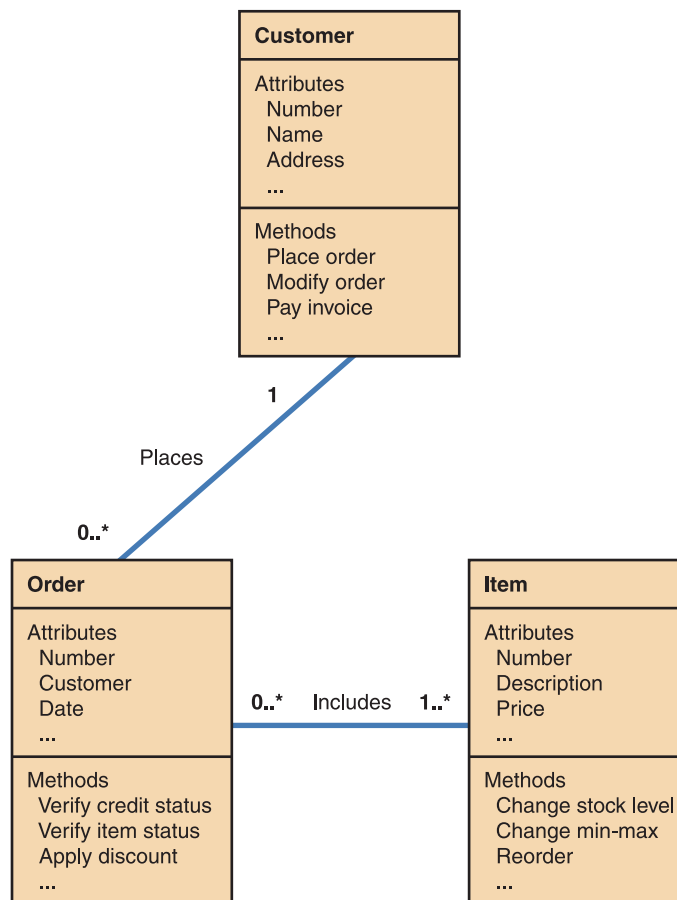 Customer
Attributes
Number
Name
Address
...
Methods
Place order
Modify order
Pay invoice
...
1
Places
0..*
Order
Attributes
Number
Customer
Date
...
Methods
Verify credit status
Verify item status
Apply discount
...
0..* Includes 1..*
Item
Attributes
Number
Description
Price
...
Methods
Change stock level
Change min-max
Reorder
...